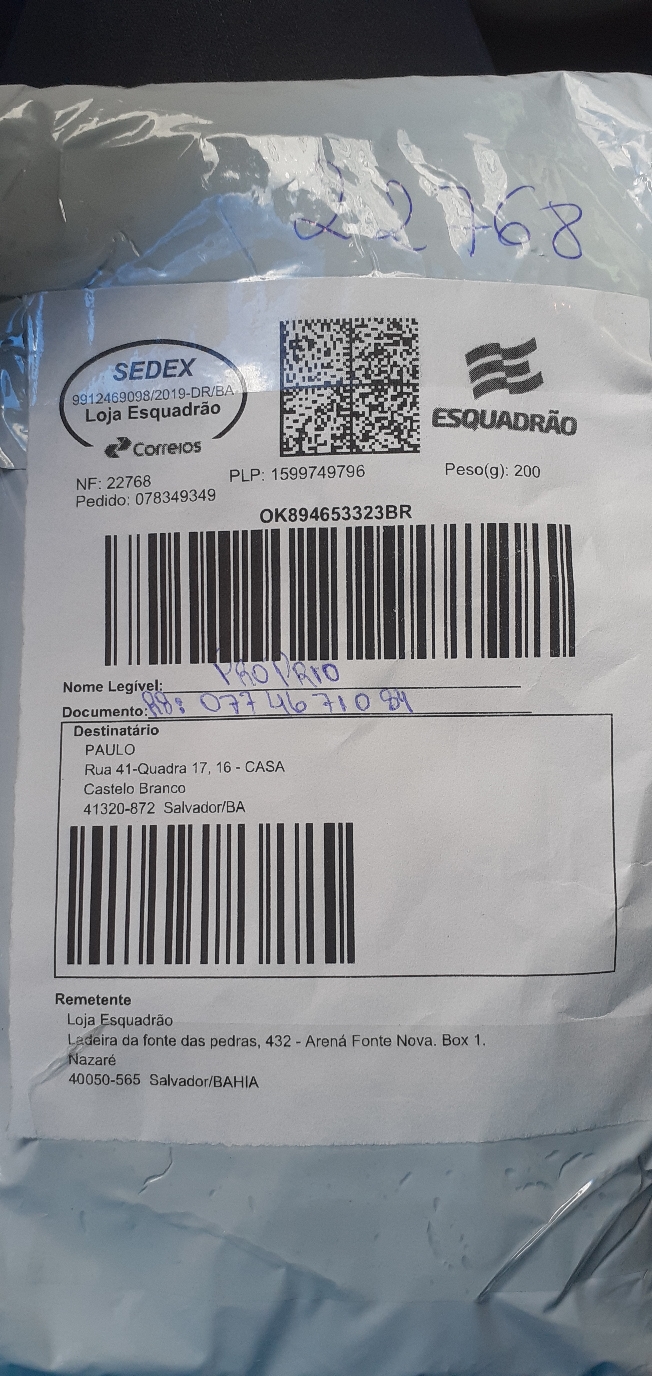 22768
SEDEX
9912469098/2019-DR/BA
Loja Esquadrão
Correios
ESQUADRÃO
NF: 22768
PLP: 1599749796
Peso(g): 200
Pedido: 078349349
OK894653323BR
Nome Legível: PROPRIO
Documento: 0774671084
Destinatário
PAULO
Rua 41-Quadra 17, 16 - CASA
Castelo Branco
41320-872 Salvador/BA
Remetente
Loja Esquadrão
Ladeira da fonte das pedras, 432 - Arená Fonte Nova. Box 1.
Nazaré
40050-565 Salvador/BAHIA